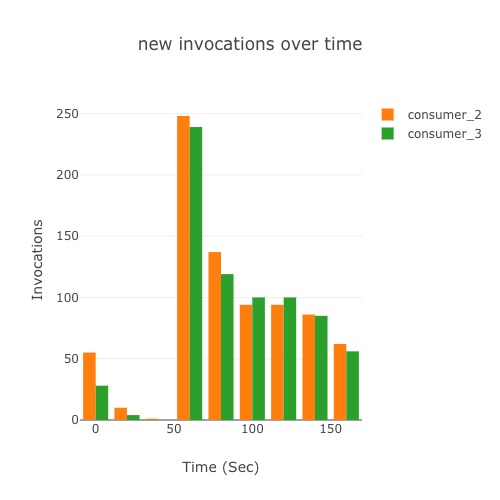 new invocations over time
consumer_2
consumer_3
250
200
150
100
50
0
Invocations
0 50 100 150
Time (Sec)